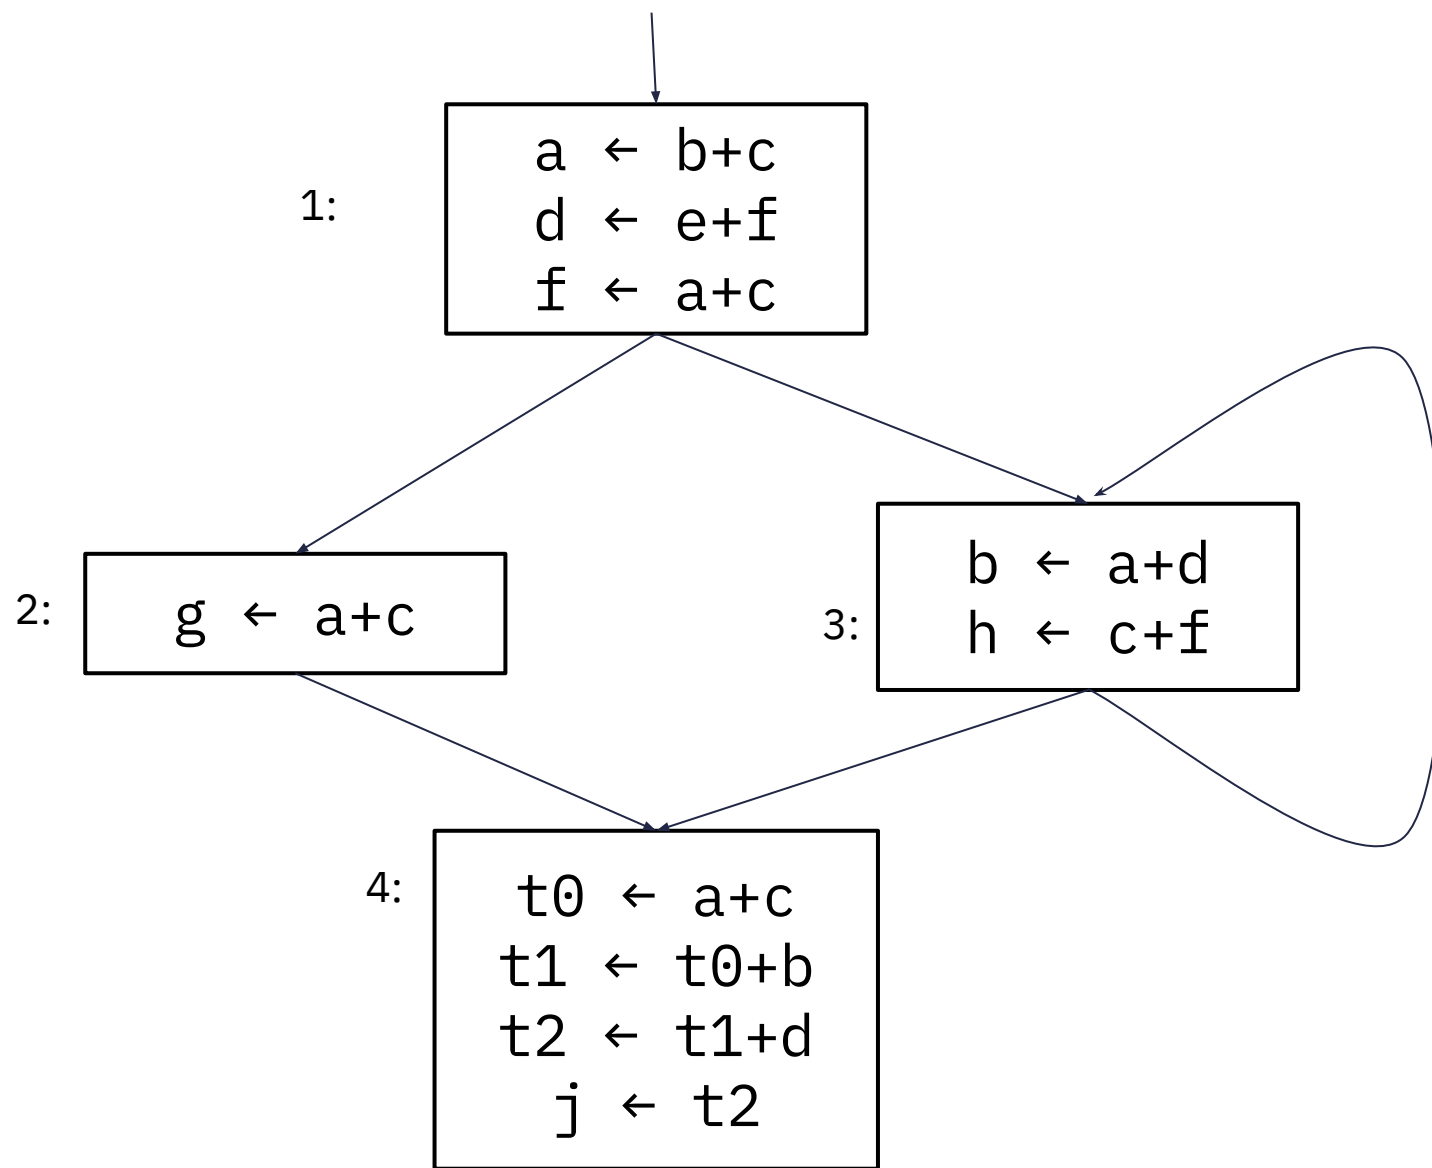 1:
a ← b+c
d ← e+f
f ← a+c
2:
g ← a+c
3:
b ← a+d
h ← c+f
4:
t0 ← a+c
t1 ← t0+b
t2 ← t1+d
j ← t2